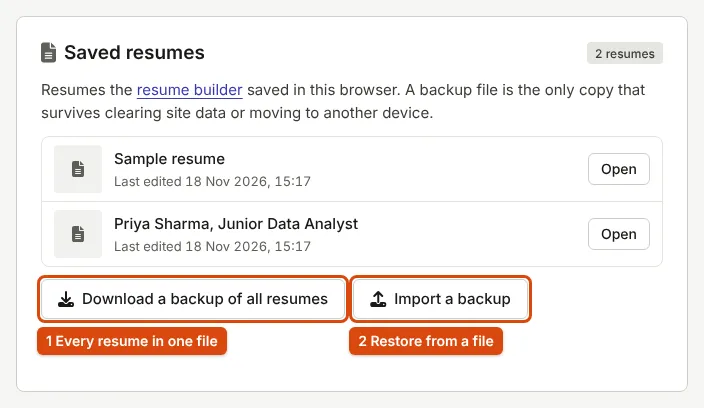 Saved resumes
2 resumes
Resumes the resume builder saved in this browser. A backup file is the only copy that
survives clearing site data or moving to another device.
Sample resume
Last edited 18 Nov 2026, 15:17
Open
Priya Sharma, Junior Data Analyst
Last edited 18 Nov 2026, 15:17
Open
Download a backup of all resumes
Import a backup
1 Every resume in one file
2 Restore from a file